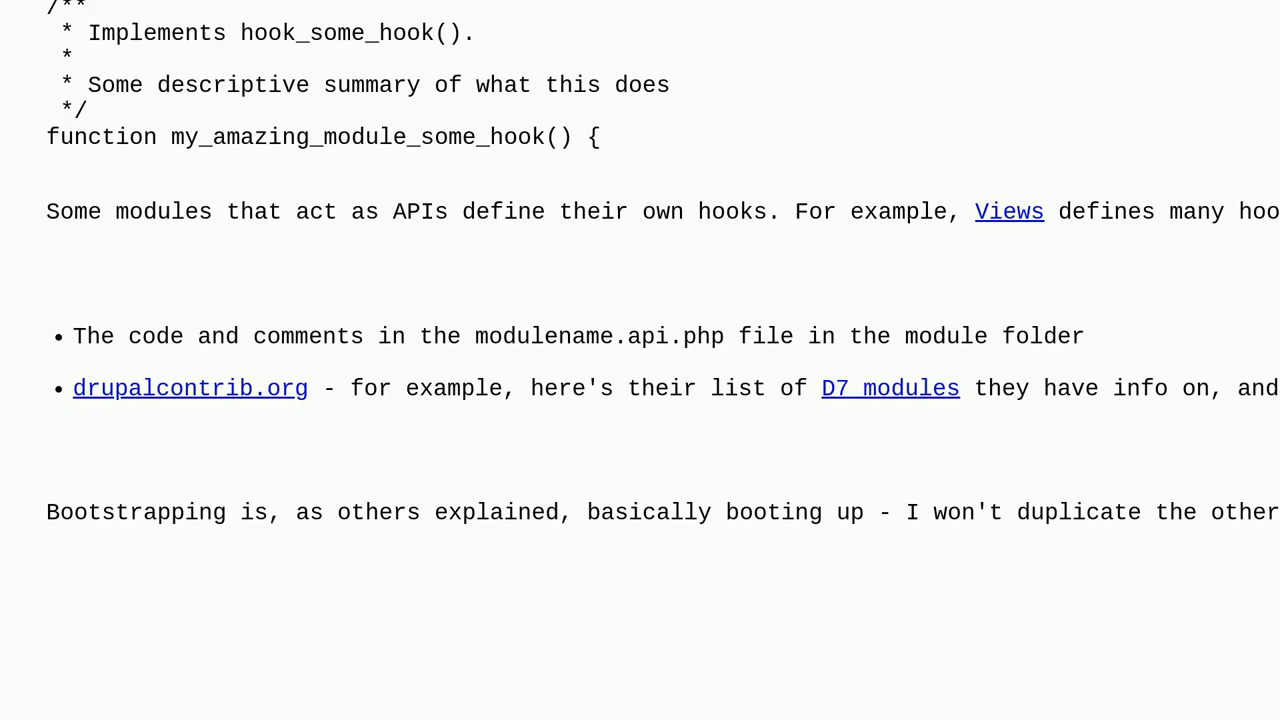 /**
 * Implements hook_some_hook().
 *
 * Some descriptive summary of what this does
 */
function my_amazing_module_some_hook() {
Some modules that act as APIs define their own hooks. For example, Views defines many hoo
• The code and comments in the modulename.api.php file in the module folder
• drupalcontrib.org - for example, here's their list of D7 modules they have info on, and
Bootstrapping is, as others explained, basically booting up - I won't duplicate the other